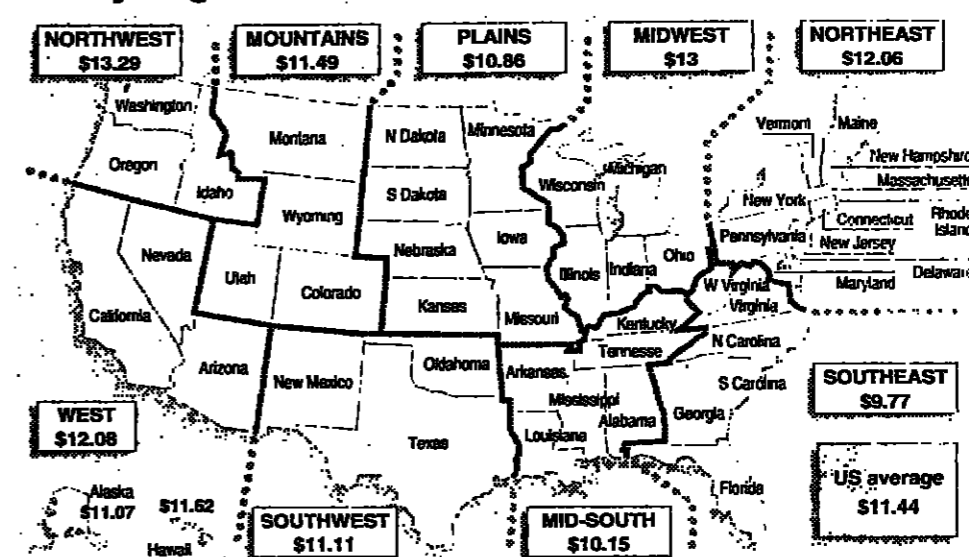 NORTHWEST
$13.29
MOUNTAINS
$11.49
PLAINS
$10.86
MIDWEST
$13
NORTHEAST
$12.06
Washington
Oregon
Idaho
Montana
Wyoming
N Dakota
Minnesota
S Dakota
Nebraska
Iowa
Kansas
Missouri
Wisconsin
Michigan
Illinois
Indiana
Ohio
Vermont
Maine
New Hampshire
Massachusett
New York
Connecticut
Rhode
Island
Pennsylvania
New Jersey
Maryland
Delaware
W Virginia
Virginia
Nevada
Utah
Colorado
California
Arizona
New Mexico
Oklahoma
Texas
Arkansas
Kentucky
Tennesse
N Carolina
S Carolina
Mississippi
Alabama
Georgia
Louisiana
Florida
WEST
$12.08
Alaska
$11.07
$11.62
Hawaii
SOUTHWEST
$11.11
MID-SOUTH
$10.15
SOUTHEAST
$9.77
US average
$11.44